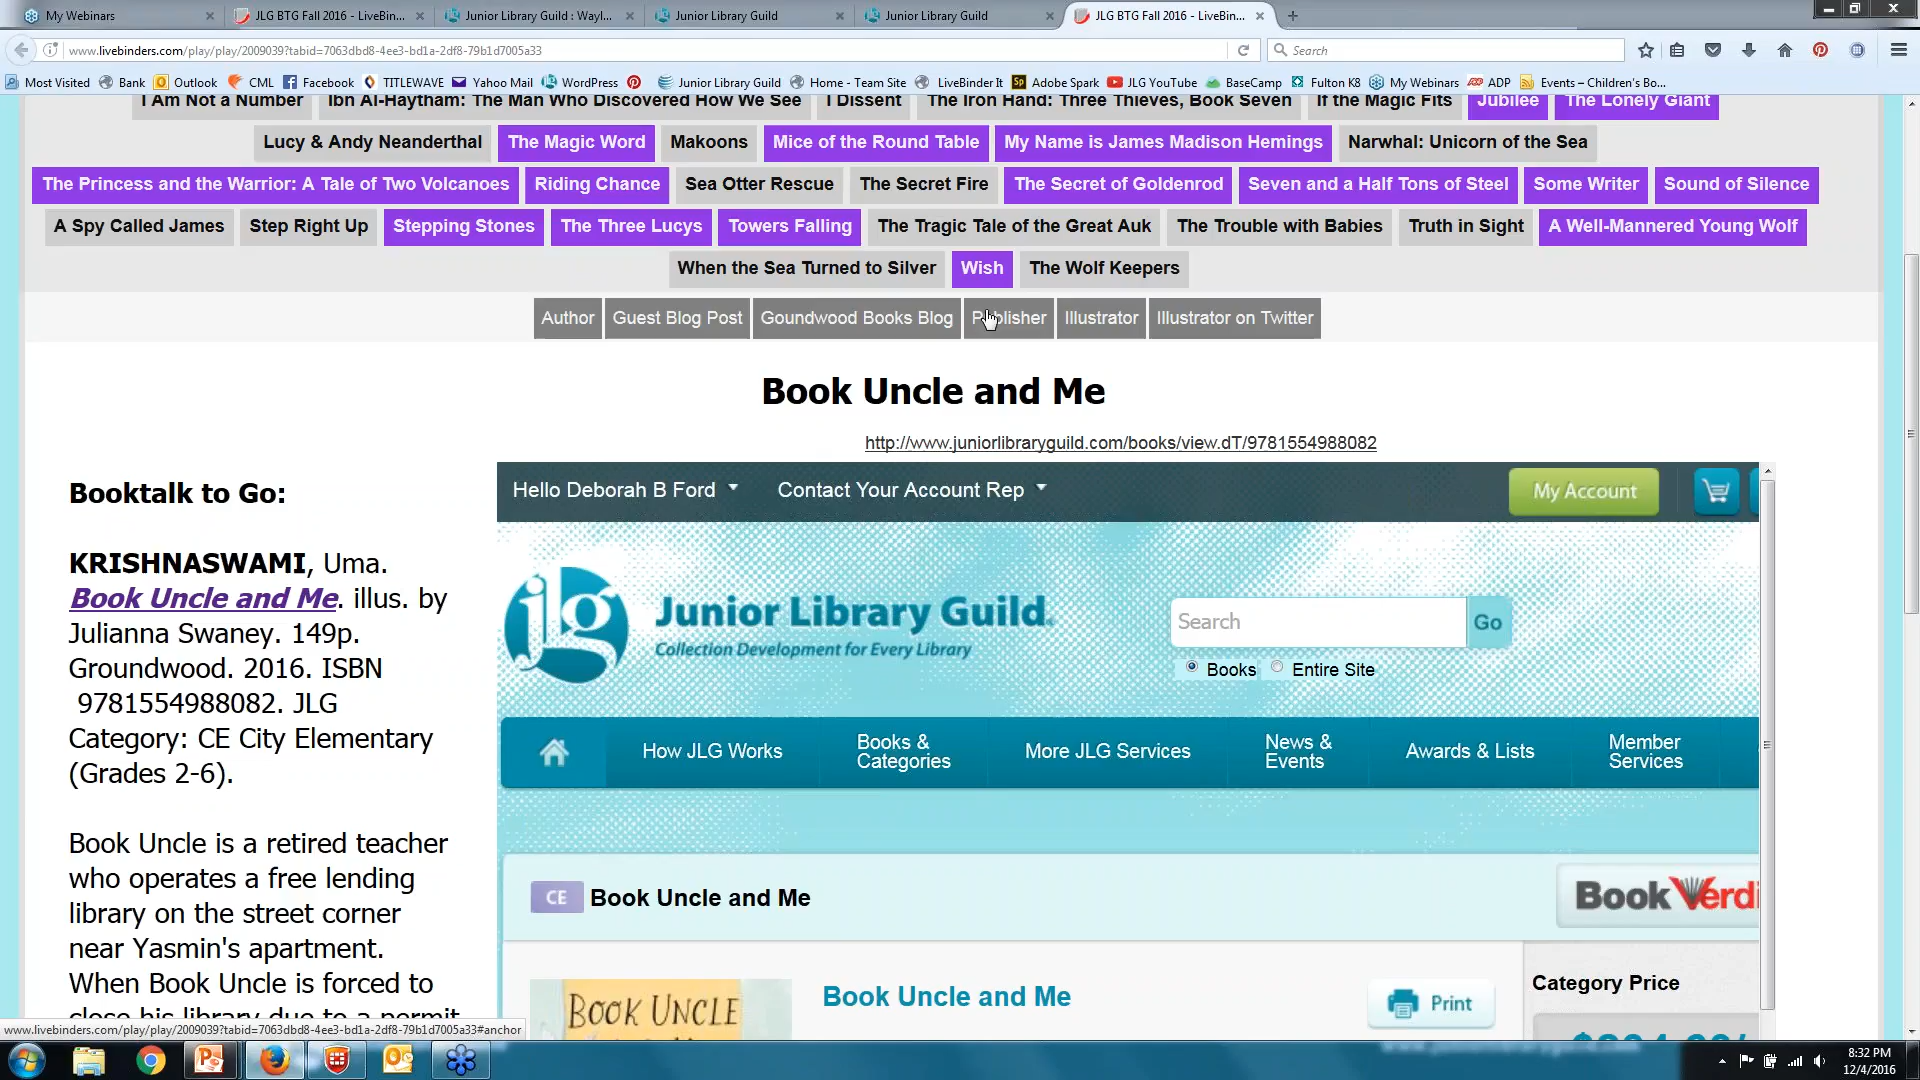 My Webinars
JLG BTG Fall 2016 - LiveBin...
Junior Library Guild : Wayl...
Junior Library Guild
Junior Library Guild
JLG BTG Fall 2016 - LiveBin...
www.livebinders.com/play/play/2009039?tabid=7063dbd8-4ee3-bd1a-2df8-79b1d7005a33
Search
Most Visited Bank Outlook CML Facebook TITLEWAVE Yahoo Mail WordPress Junior Library Guild Home - Team Site LiveBinder It Adobe Spark JLG YouTube BaseCamp Fulton K8 My Webinars ADP Events – Children's Bo...
I Am Not a Number Ibn Al-Haytham: The Man Who Discovered How We See I Dissent The Iron Hand: Three Thieves, Book Seven If the Magic Fits Jubilee The Lonely Giant
Lucy & Andy Neanderthal The Magic Word Makoons Mice of the Round Table My Name is James Madison Hemings Narwhal: Unicorn of the Sea
The Princess and the Warrior: A Tale of Two Volcanoes Riding Chance Sea Otter Rescue The Secret Fire The Secret of Goldenrod Seven and a Half Tons of Steel Some Writer Sound of Silence
A Spy Called James Step Right Up Stepping Stones The Three Lucys Towers Falling The Tragic Tale of the Great Auk The Trouble with Babies Truth in Sight A Well-Mannered Young Wolf
When the Sea Turned to Silver Wish The Wolf Keepers
Author Guest Blog Post Goundwood Books Blog Publisher Illustrator Illustrator on Twitter
Book Uncle and Me
http://www.juniorlibraryguild.com/books/view.dT/9781554988082
Booktalk to Go:
KRISHNASWAMI, Uma.
Book Uncle and Me. illus. by
Julianna Swaney. 149p.
Groundwood. 2016. ISBN
9781554988082. JLG
Category: CE City Elementary
(Grades 2-6).
Book Uncle is a retired teacher
who operates a free lending
library on the street corner
near Yasmin's apartment.
When Book Uncle is forced to
close his library due to a permit
Hello Deborah B Ford Contact Your Account Rep My Account
jlg
Junior Library Guild
Collection Development for Every Library
Search Go
Books Entire Site
How JLG Works
Books & Categories
More JLG Services
News & Events
Awards & Lists
Member Services
CE Book Uncle and Me
Book Verdi
BOOK UNCLE
Book Uncle and Me
Print
Category Price
www.livebinders.com/play/play/2009039?tabid=7063dbd8-4ee3-bd1a-2df8-79b1d7005a33#anchor
8:32 PM
12/4/2016